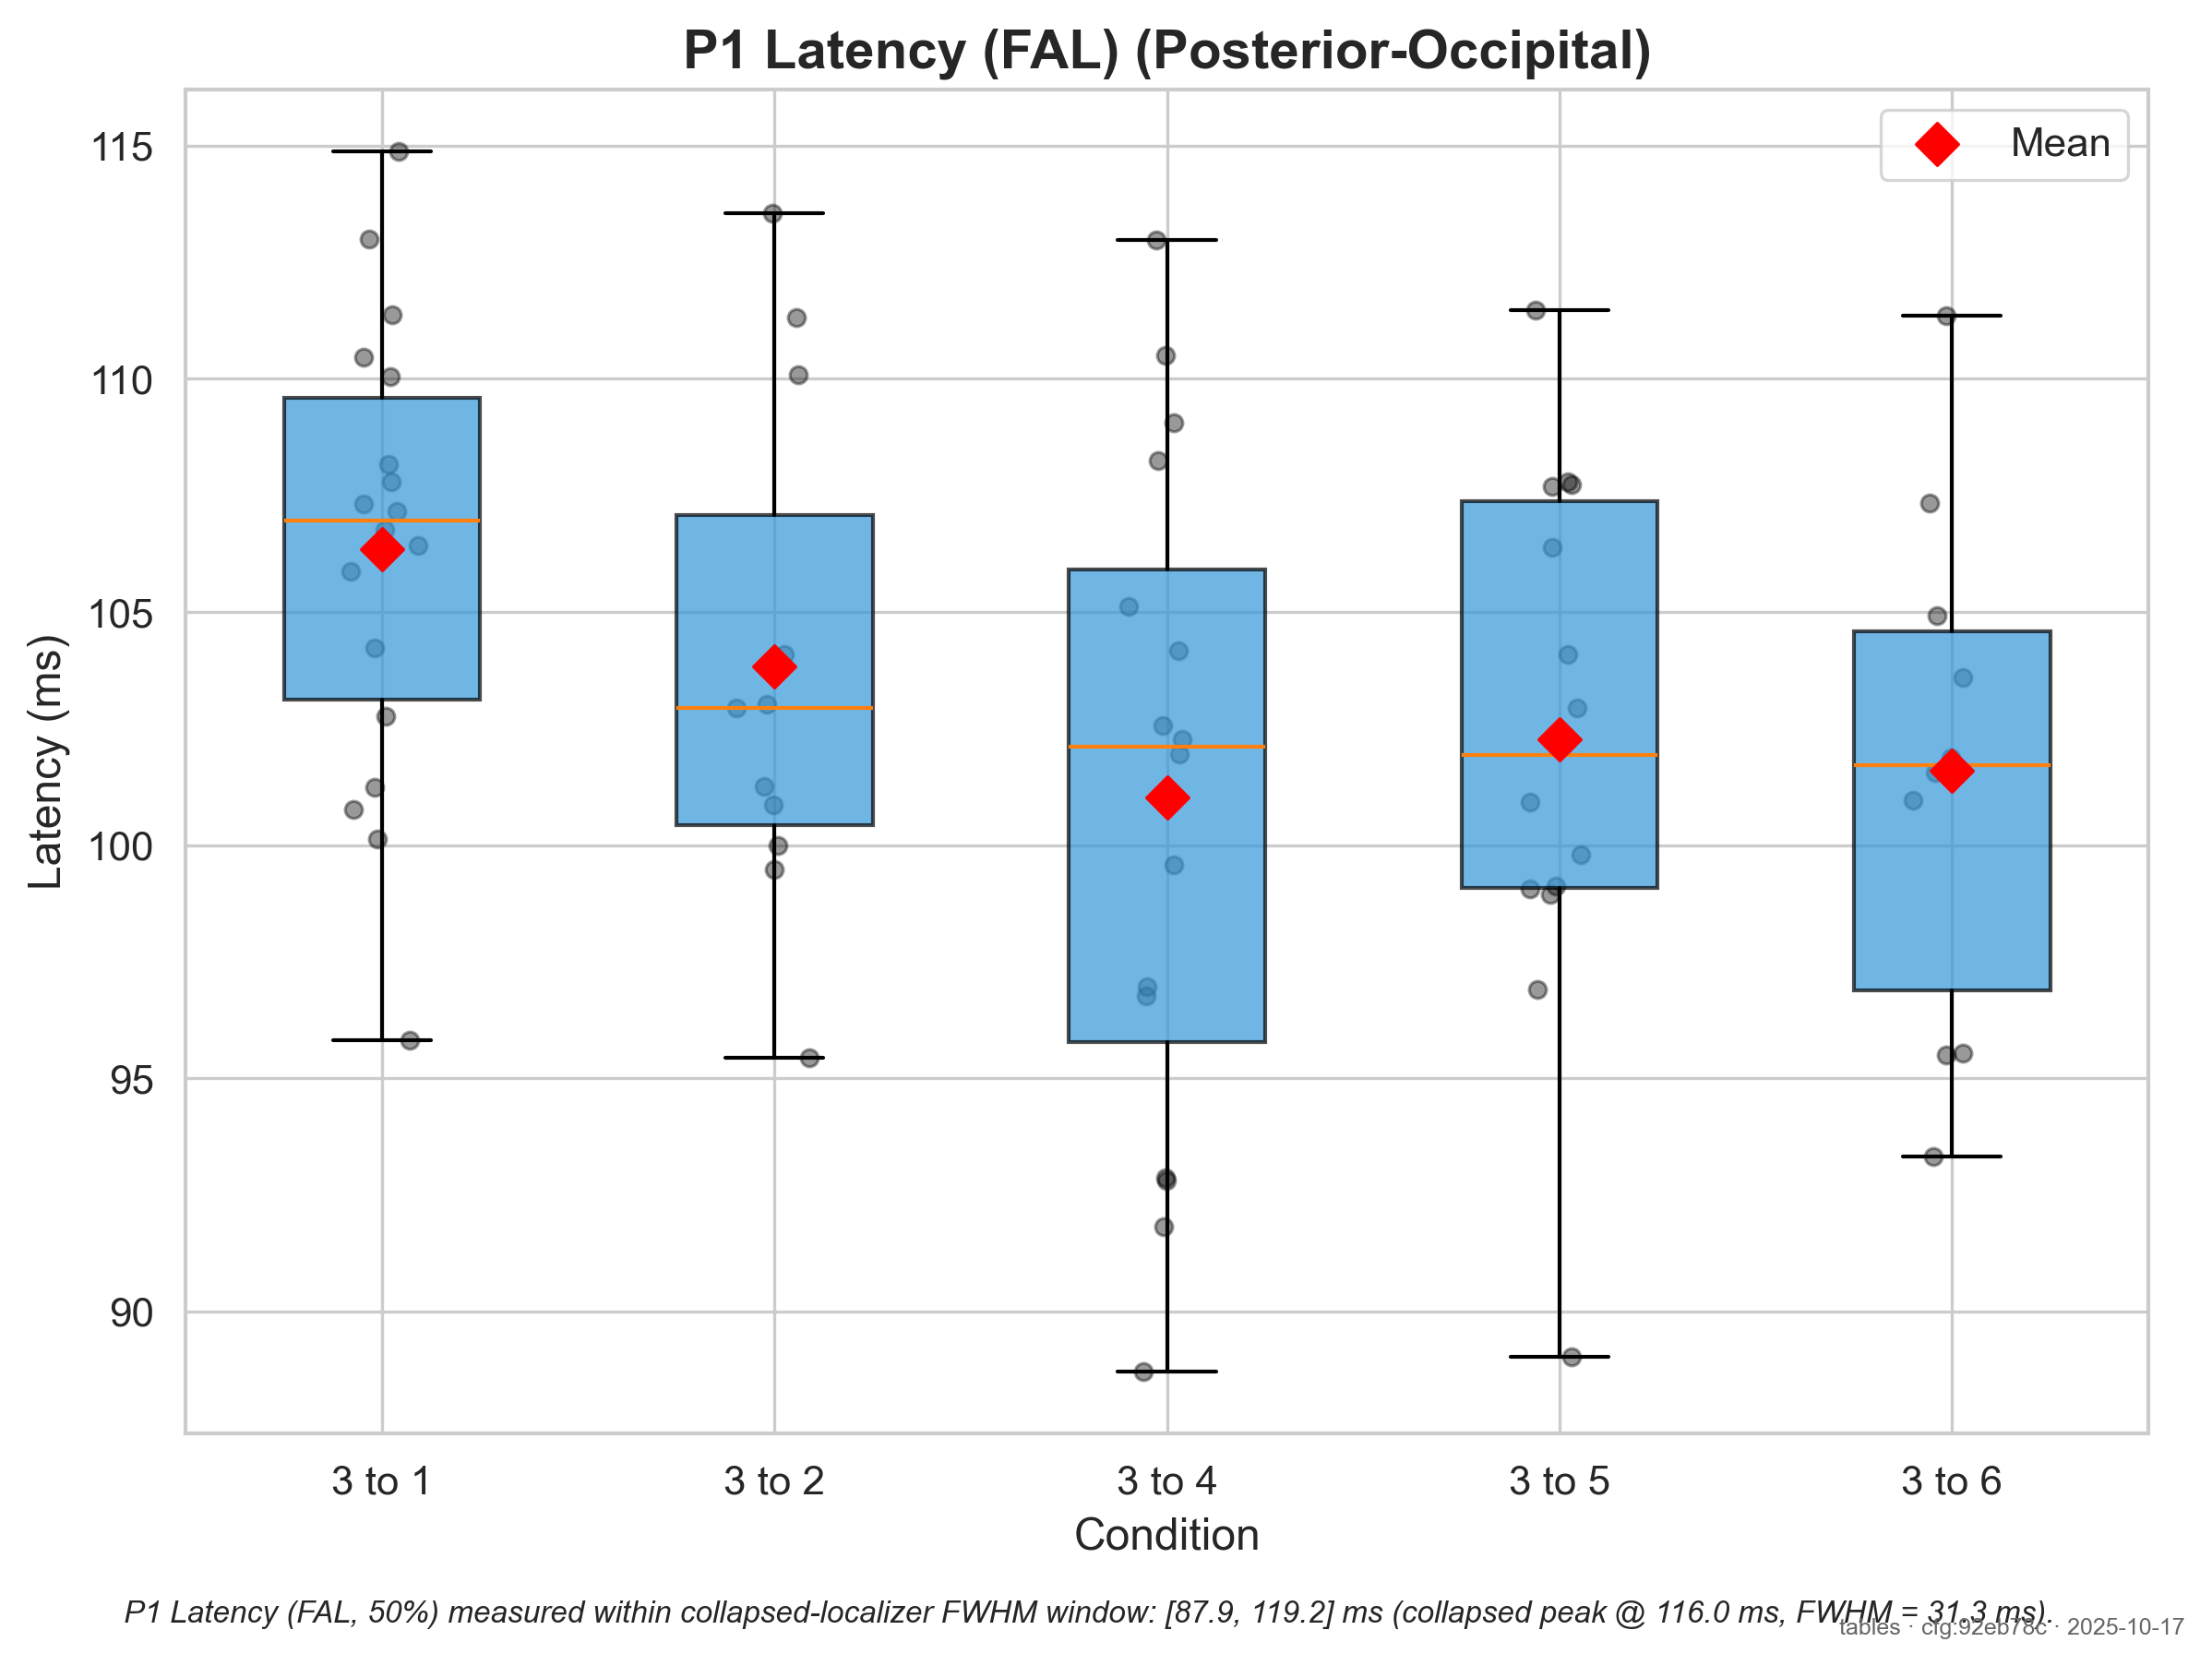 P1 Latency (FAL) (Posterior-Occipital)
Mean
115
110
105
100
95
90
Latency (ms)
3 to 1
3 to 2
3 to 4
3 to 5
3 to 6
Condition
P1 Latency (FAL, 50%) measured within collapsed-localizer FWHM window: [87.9, 119.2] ms (collapsed peak @ 116.0 ms, FWHM = 31.3 ms).
tables · cfg:92eb78c · 2025-10-17